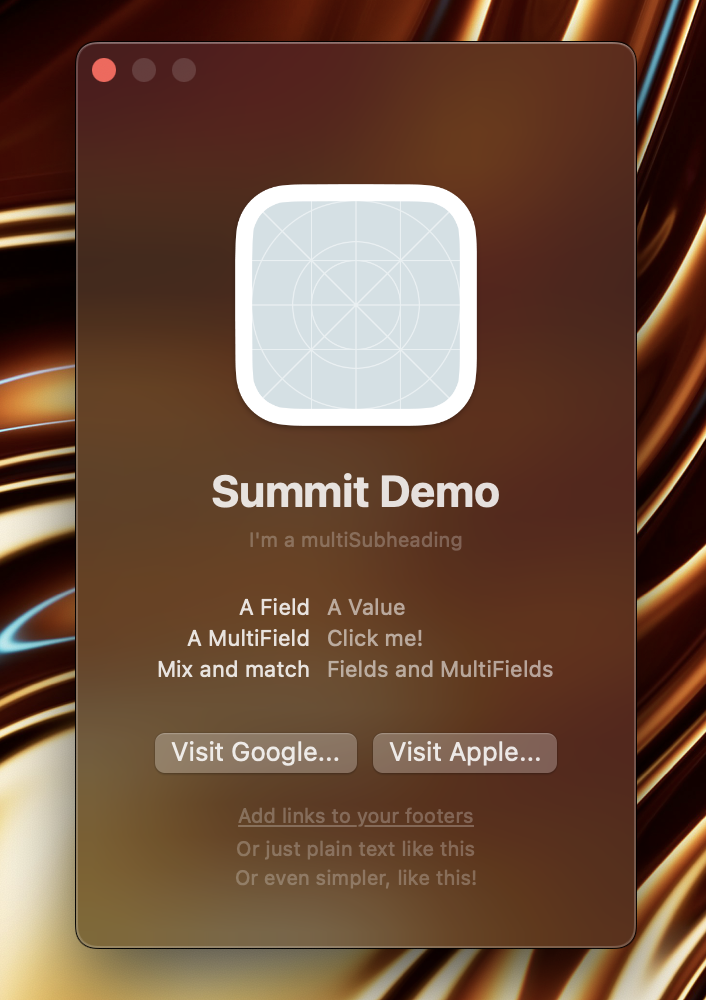 Summit Demo
I'm a multiSubheading
A Field A Value
A MultiField Click me!
Mix and match Fields and MultiFields
Visit Google... Visit Apple...
Add links to your footers
Or just plain text like this
Or even simpler, like this!